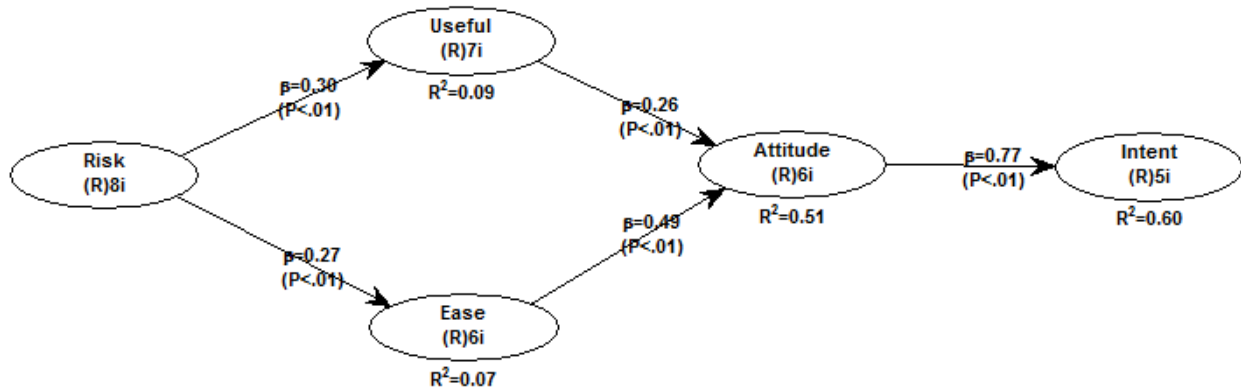 Useful
(R)7i
R²=0.09
β=0.30
(P<.01)
β=0.26
(P<.01)
Risk
(R)8i
Attitude
(R)6i
R²=0.51
β=0.77
(P<.01)
Intent
(R)5i
R²=0.60
β=0.27
(P<.01)
β=0.49
(P<.01)
Ease
(R)6i
R²=0.07